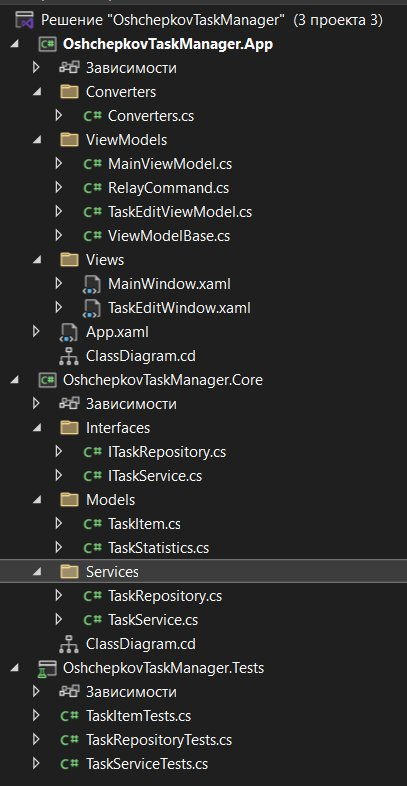 Решение "OshchepkovTaskManager" (3 проекта 3)
OshchepkovTaskManager.App
Зависимости
Converters
C# Converters.cs
ViewModels
C# MainViewModel.cs
C# RelayCommand.cs
C# TaskEditViewModel.cs
C# ViewModelBase.cs
Views
MainWindow.xaml
TaskEditWindow.xaml
App.xaml
ClassDiagram.cd
C# OshchepkovTaskManager.Core
Зависимости
Interfaces
C# ITaskRepository.cs
C# ITaskService.cs
Models
C# TaskItem.cs
C# TaskStatistics.cs
Services
C# TaskRepository.cs
C# TaskService.cs
ClassDiagram.cd
OshchepkovTaskManager.Tests
Зависимости
C# TaskItemTests.cs
C# TaskRepositoryTests.cs
C# TaskServiceTests.cs